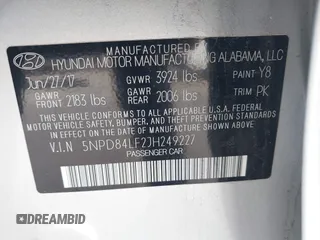 MANUFACTURED BY
HYUNDAI MOTOR MANUFACTURING ALABAMA, LLC
Jun/27/17 GVWR 3924 lbs PAINT Y8
GAWR FRONT 2183 lbs GAWR REAR 2006 lbs TRIM PK
THIS VEHICLE CONFORMS TO ALL APPLICABLE
U.S. FEDERAL MOTOR VEHICLE SAFETY, BUMPER,
AND THEFT PREVENTION STANDARDS IN EFFECT
ON THE DATE OF MANUFACTURE SHOWN ABOVE.
V.I.N 5NPD84LF2JH249227
PASSENGER CAR
DREAMBID